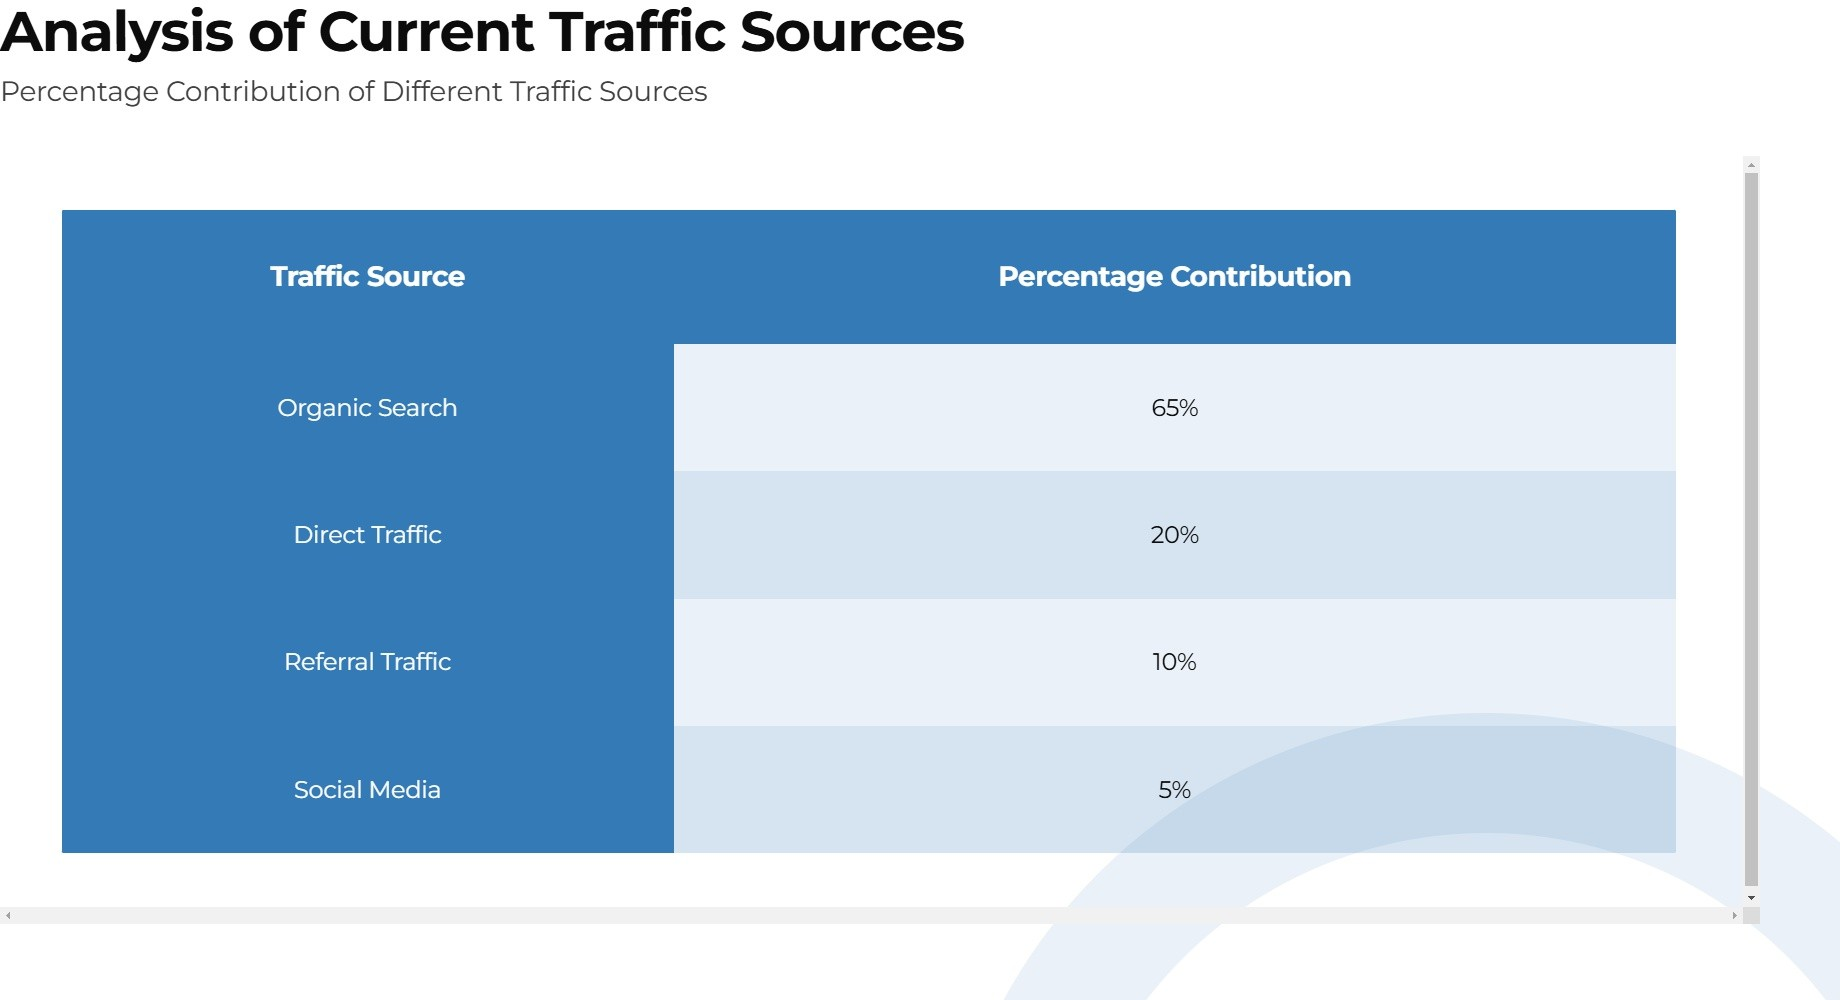 Analysis of Current Traffic Sources
Percentage Contribution of Different Traffic Sources
Traffic Source Percentage Contribution
Organic Search 65%
Direct Traffic 20%
Referral Traffic 10%
Social Media 5%